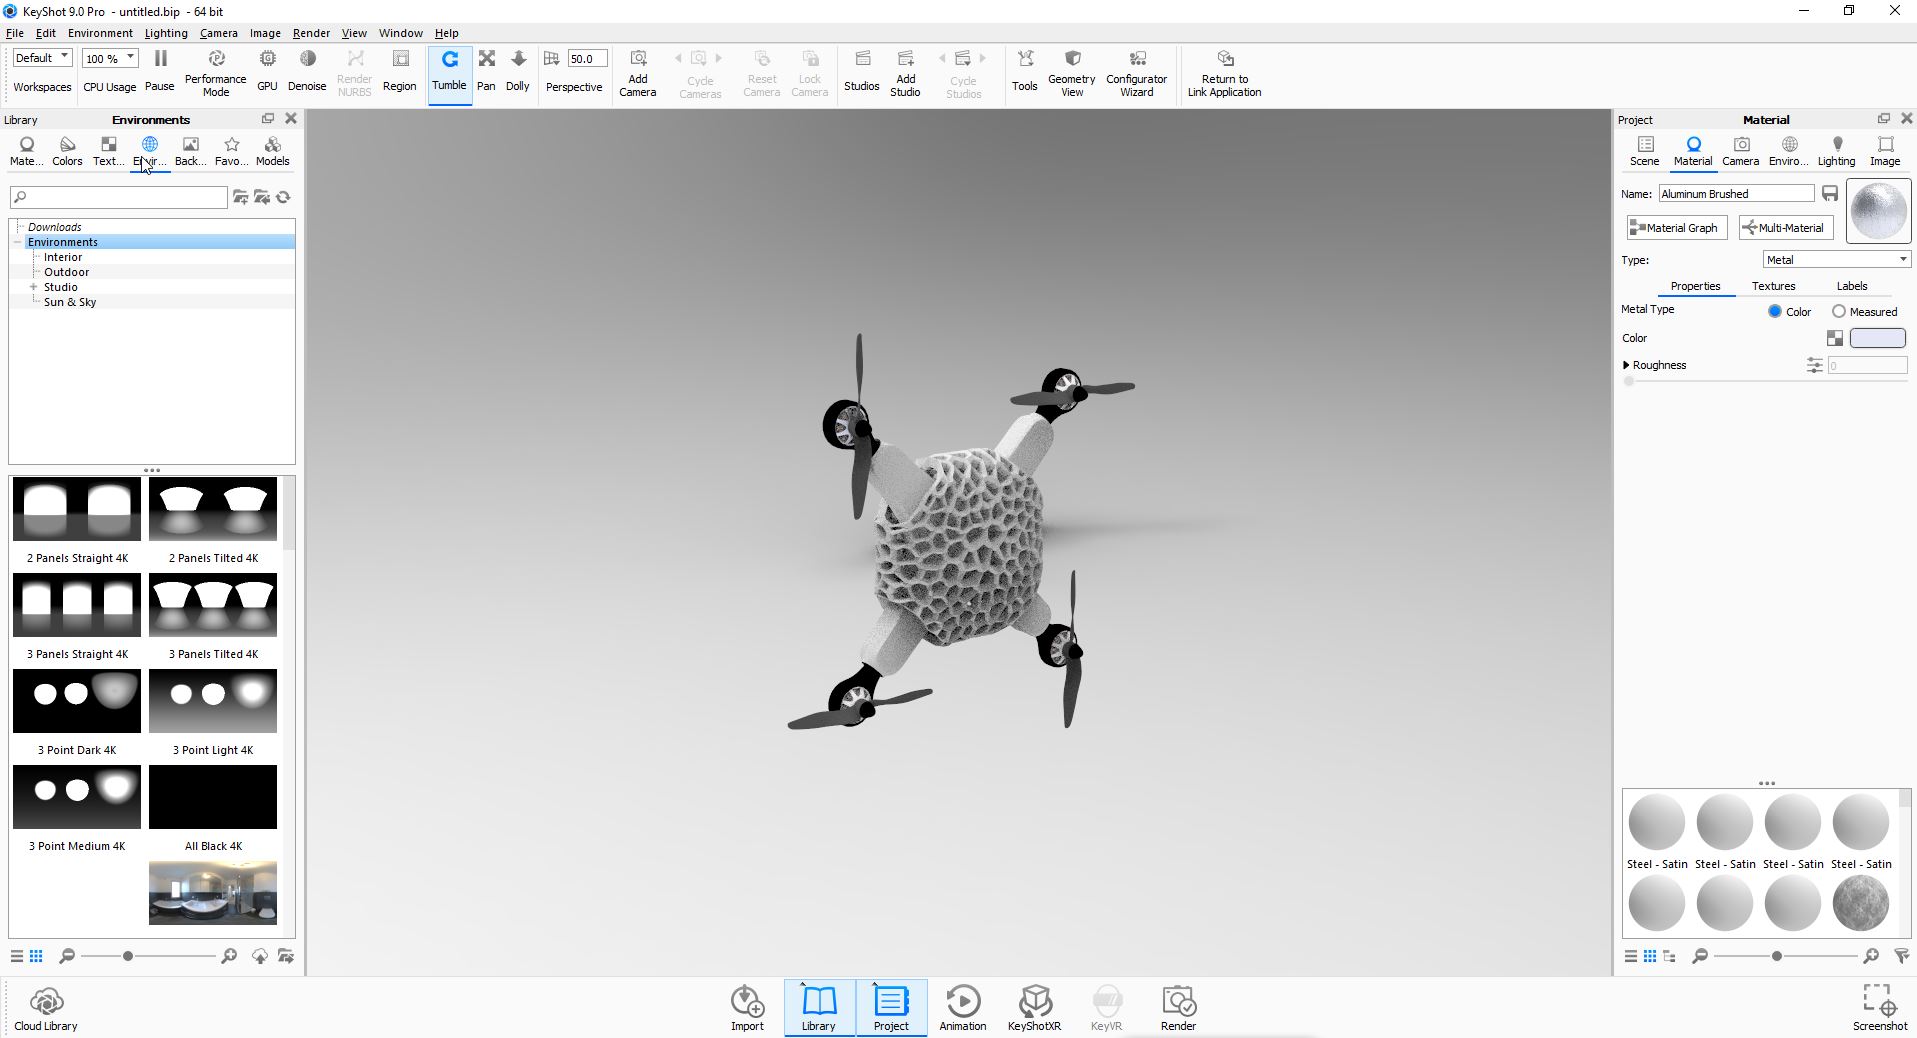 KeyShot 9.0 Pro - untitled.bip - 64 bit
File Edit Environment Lighting Camera Image Render View Window Help
Default 100 % 50.0
Workspaces CPU Usage Pause Performance Mode GPU Denoise Render NURBS Region Tumble Pan Dolly Perspective Add Camera Cycle Cameras Reset Camera Lock Camera Studios Add Studio Cycle Studios Tools Geometry View Configurator Wizard Return to Link Application
Library Environments
Mate... Colors Text... Envir... Back... Favo... Models
Downloads
Environments
Interior
Outdoor
Studio
Sun & Sky
2 Panels Straight 4K 2 Panels Tilted 4K
3 Panels Straight 4K 3 Panels Tilted 4K
3 Point Dark 4K 3 Point Light 4K
3 Point Medium 4K All Black 4K
Project Material
Scene Material Camera Enviro... Lighting Image
Name: Aluminum Brushed
Material Graph Multi-Material
Type: Metal
Properties Textures Labels
Metal Type Color Measured
Color
Roughness 0
Steel - Satin Steel - Satin Steel - Satin Steel - Satin
Cloud Library Import Library Project Animation KeyShotXR KeyVR Render Screenshot